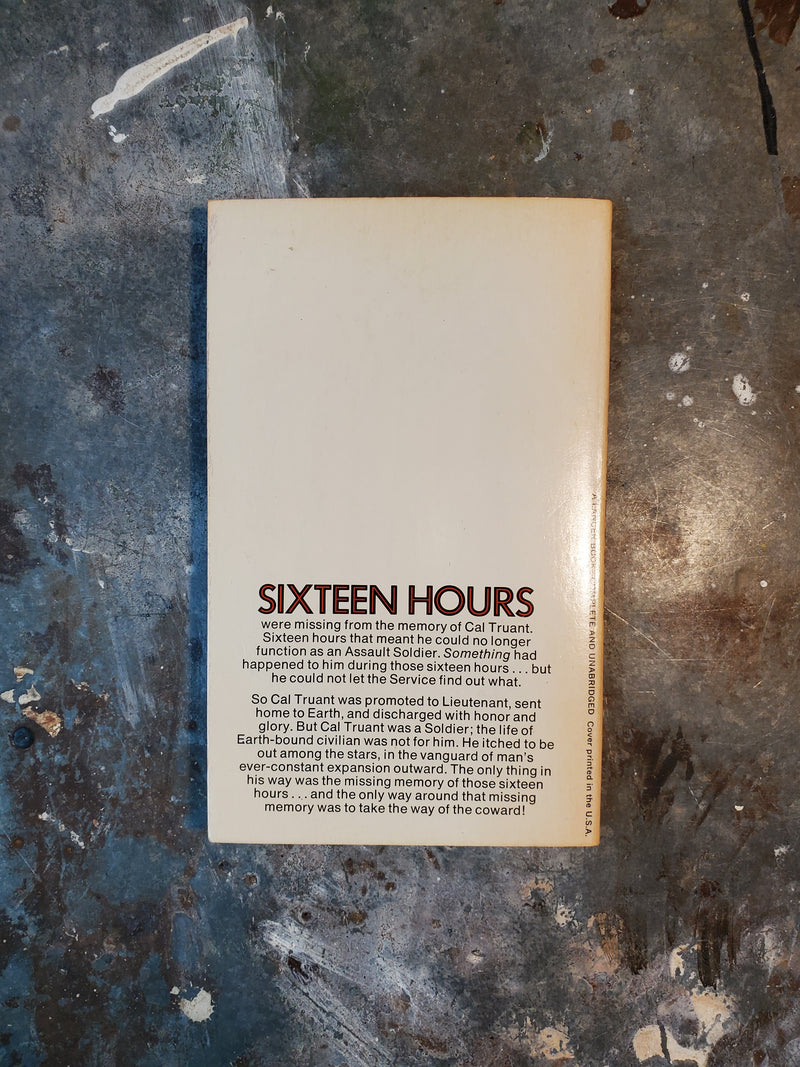 SIXTEEN HOURS
were missing from the memory of Cal Truant.
Sixteen hours that meant he could no longer
function as an Assault Soldier. Something had
happened to him during those sixteen hours . . . but
he could not let the Service find out what.
So Cal Truant was promoted to Lieutenant, sent
home to Earth, and discharged with honor and
glory. But Cal Truant was a Soldier; the life of
Earth-bound civilian was not for him. He itched to be
out among the stars, in the vanguard of man's
ever-constant expansion outward. The only thing in
his way was the missing memory of those sixteen
hours . . . and the only way around that missing
memory was to take the way of the coward!
A LANCER BOOK • COMPLETE AND UNABRIDGED Cover printed in the U.S.A.